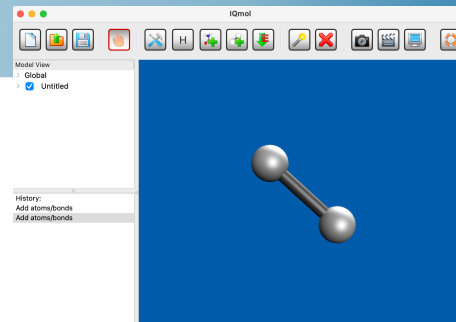 IQmol
H
Model View
Global
Untitled
History:
Add atoms/bonds
Add atoms/bonds